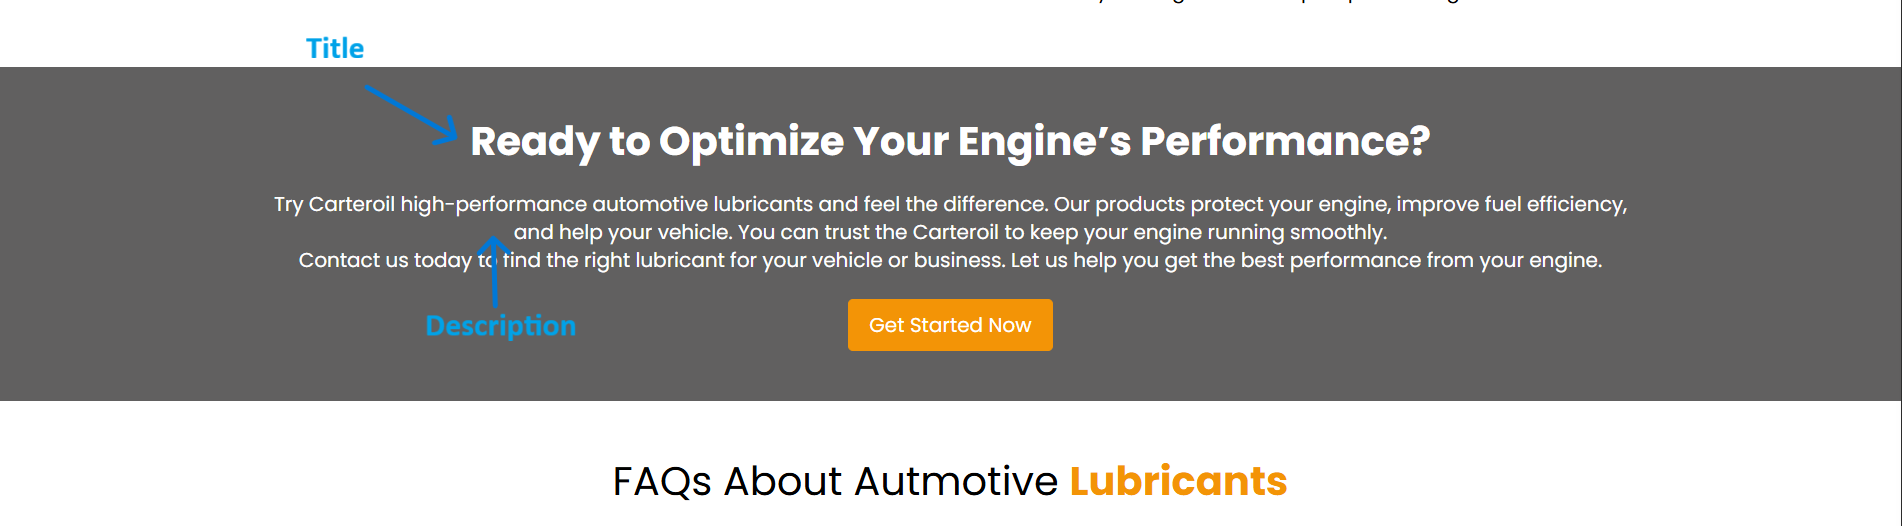 Title
Ready to Optimize Your Engine’s Performance?
Try Carteroil high-performance automotive lubricants and feel the difference. Our products protect your engine, improve fuel efficiency,
and help your vehicle. You can trust the Carteroil to keep your engine running smoothly.
Contact us today to find the right lubricant for your vehicle or business. Let us help you get the best performance from your engine.
Description
Get Started Now
FAQs About Autmotive Lubricants